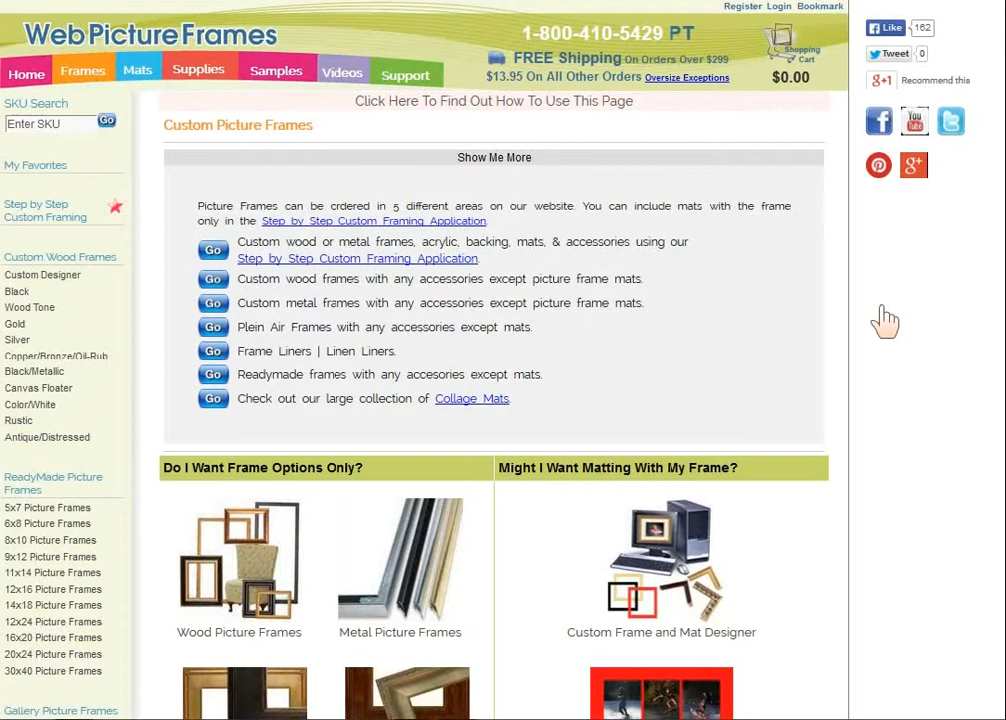 Register Login Bookmark
WebPictureFrames
1-800-410-5429 PT
FREE Shipping On Orders Over $299
$13.95 On All Other Orders Oversize Exceptions
Shopping Cart
$0.00
Home Frames Mats Supplies Samples Videos Support
Like 162
Tweet 0
g+1 Recommend this
You Tube
SKU Search
Enter SKU Go
My Favorites
Step by Step
Custom Framing
Custom Wood Frames
Custom Designer
Black
Wood Tone
Gold
Silver
Copper/Bronze/Oil-Rub
Black/Metallic
Canvas Floater
Color/White
Rustic
Antique/Distressed
ReadyMade Picture
Frames
5x7 Picture Frames
6x8 Picture Frames
8x10 Picture Frames
9x12 Picture Frames
11x14 Picture Frames
12x16 Picture Frames
14x18 Picture Frames
12x24 Picture Frames
16x20 Picture Frames
20x24 Picture Frames
30x40 Picture Frames
Gallery Picture Frames
Click Here To Find Out How To Use This Page
Custom Picture Frames
Show Me More
Picture Frames can be crdered in 5 different areas on our website. You can include mats with the frame
only in the Step by Step Custom Framing Application.
Go Custom wood or metal frames, acrylic, backing, mats, & accessories using our
Step by Step Custom Framing Application.
Go Custom wood frames with any accessories except picture frame mats.
Go Custom metal frames with any accessories except picture frame mats.
Go Plein Air Frames with any accessories except mats.
Go Frame Liners | Linen Liners.
Go Readymade frames with any accesories except mats.
Go Check out our large collection of Collage Mats.
Do I Want Frame Options Only?
Might I Want Matting With My Frame?
Wood Picture Frames
Metal Picture Frames
Custom Frame and Mat Designer